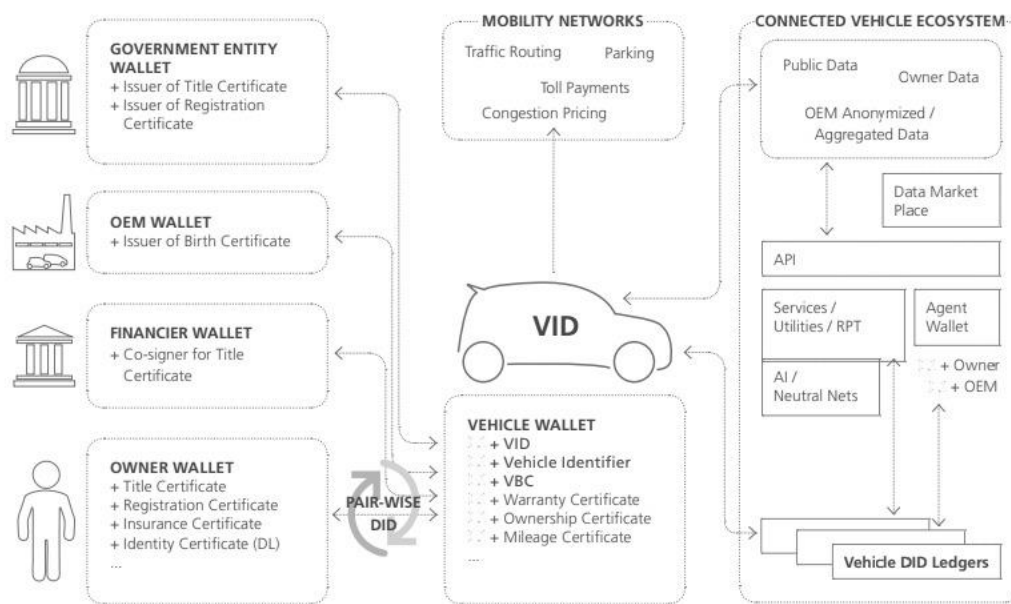 GOVERNMENT ENTITY
WALLET
+ Issuer of Title Certificate
+ Issuer of Registration
Certificate
OEM WALLET
+ Issuer of Birth Certificate
FINANCIER WALLET
+ Co-signer for Title
Certificate
OWNER WALLET
+ Title Certificate
+ Registration Certificate
+ Insurance Certificate
+ Identity Certificate (DL)
...
PAIR-WISE
DID
MOBILITY NETWORKS
Traffic Routing
Parking
Toll Payments
Congestion Pricing
VID
VEHICLE WALLET
+ VID
+ Vehicle Identifier
+ VBC
+ Warranty Certificate
+ Ownership Certificate
+ Mileage Certificate
...
CONNECTED VEHICLE ECOSYSTEM
Public Data
Owner Data
OEM Anonymized /
Aggregated Data
Data Market
Place
API
Services /
Utilities / RPT
Agent
Wallet
+ Owner
+ OEM
AI /
Neutral Nets
Vehicle DID Ledgers